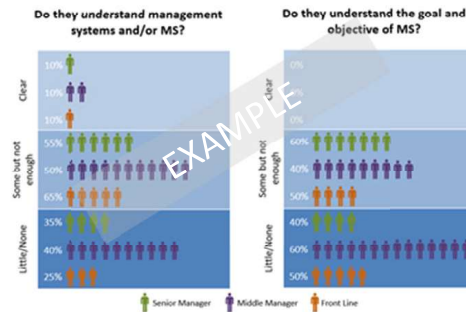 Do they understand management
systems and/or MS?
Clear
10%
10%
10%
Some but not
enough
55%
50%
65%
Little/None
35%
40%
25%
Do they understand the goal and
objective of MS?
Clear
0%
0%
0%
Some but not
enough
60%
40%
50%
Little/None
40%
60%
50%
EXAMPLE
Senior Manager Middle Manager Front Line